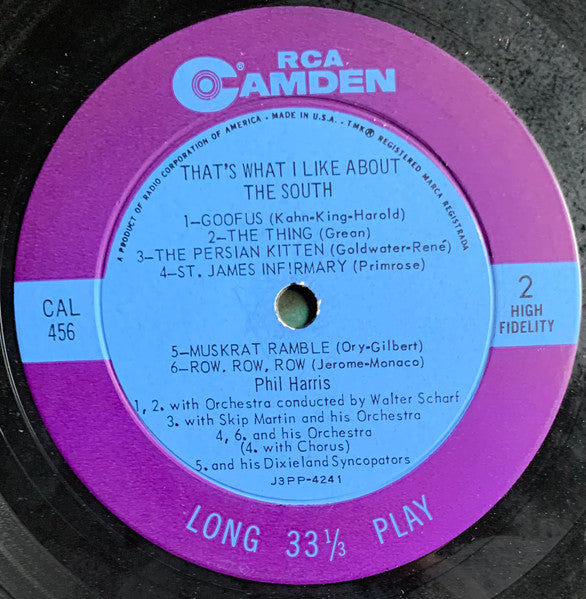 RCA
CAMDEN®
A PRODUCT OF RADIO CORPORATION OF AMERICA • MADE IN U.S.A. - TMK® REGISTERED MARCA REGISTRADA
THAT'S WHAT I LIKE ABOUT
THE SOUTH
1—GOOFUS (Kahn-King-Harold)
2—THE THING (Grean)
3—THE PERSIAN KITTEN (Goldwater-René)
4—ST. JAMES INFIRMARY (Primrose)
CAL
456
2
HIGH
FIDELITY
5—MUSKRAT RAMBLE (Ory-Gilbert)
6—ROW, ROW, ROW (Jerome-Monaco)
Phil Harris
1, 2. with Orchestra conducted by Walter Scharf
3. with Skip Martin and his Orchestra
4, 6. and his Orchestra
(4. with Chorus)
5. and his Dixieland Syncopators
J3PP-4241
LONG 33⅓ PLAY